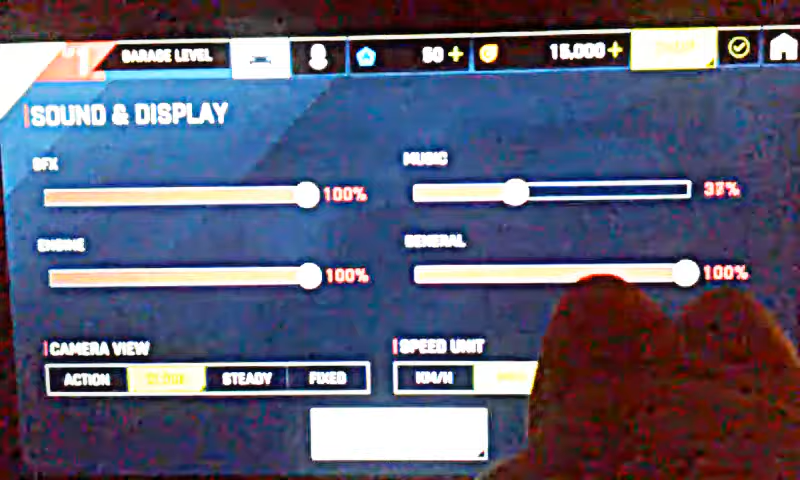 1 GARAGE LEVEL 50 + 15,000 +
SOUND & DISPLAY
SFX
100%
MUSIC
ENGINE
100%
GENERAL
100%
CAMERA VIEW
ACTION STEADY FIXED
SPEED UNIT
KM/H